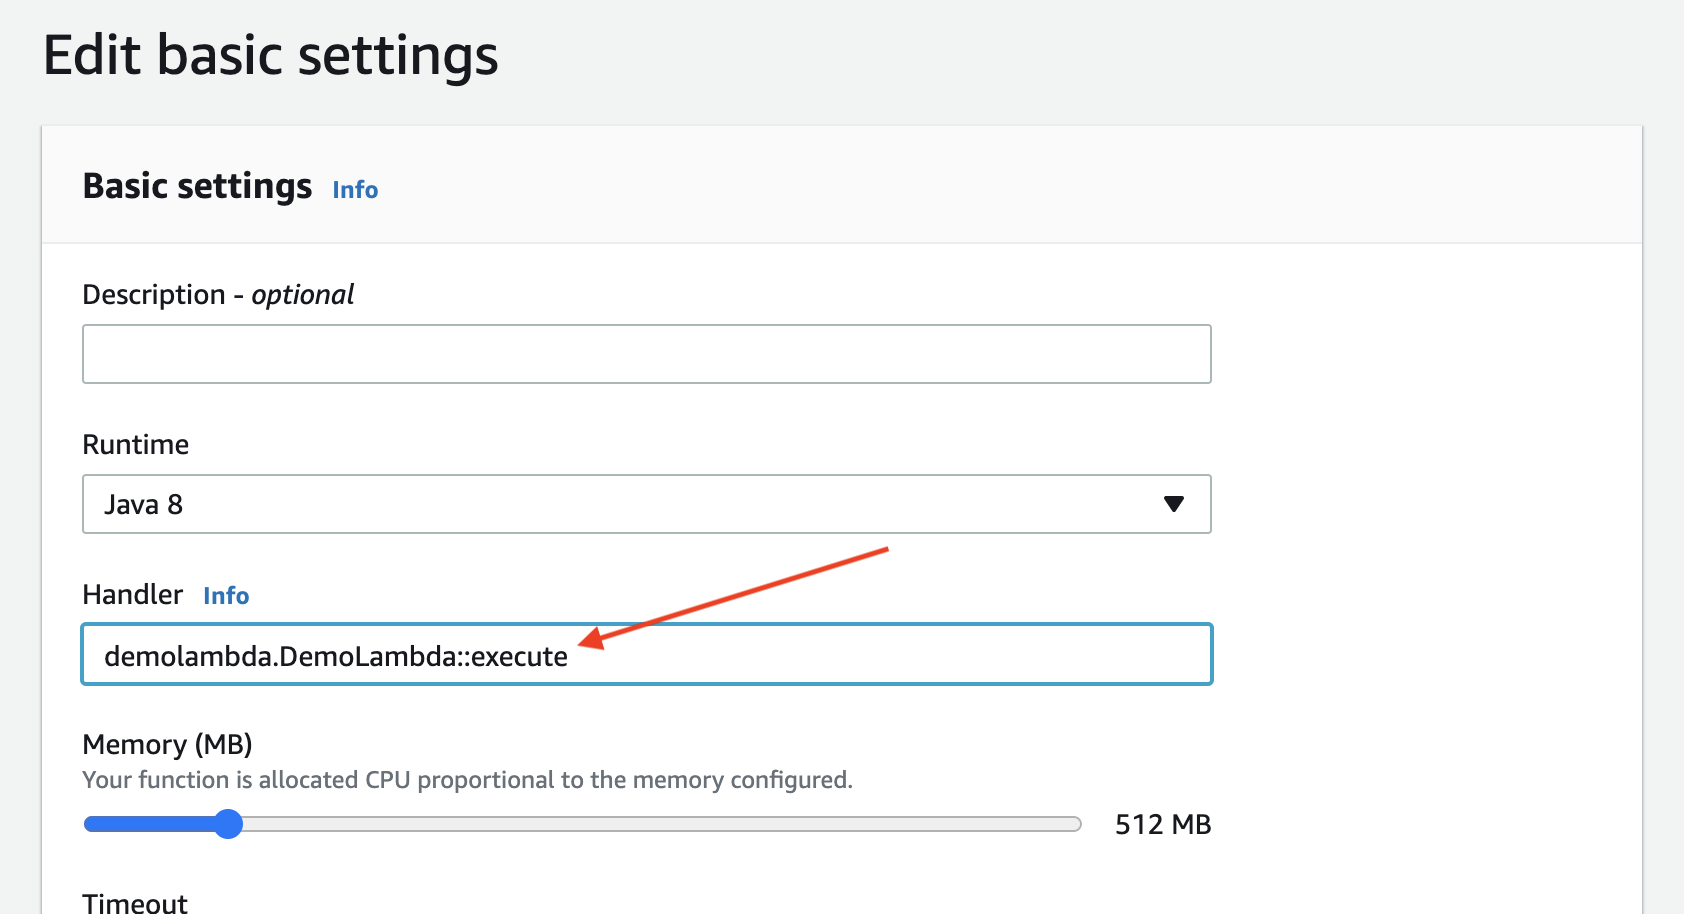 Edit basic settings
Basic settings Info
Description - optional
Runtime
Java 8
Handler Info
demolambda.DemoLambda::execute
Memory (MB)
Your function is allocated CPU proportional to the memory configured.
512 MB
Timeout